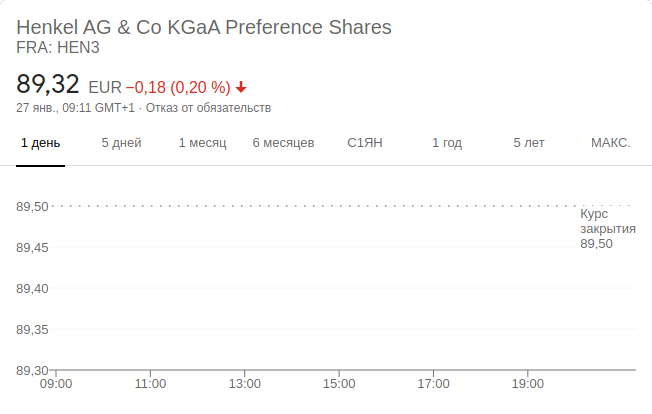 Henkel AG & Co KGaA Preference Shares
FRA: HEN3
89,32 EUR −0,18 (0,20 %)
27 янв., 09:11 GMT+1 · Отказ от обязательств
1 день 5 дней 1 месяц 6 месяцев С1ЯН 1 год 5 лет МАКС.
89,50
Курс
закрытия
89,50
89,45
89,40
89,35
89,30
09:00 11:00 13:00 15:00 17:00 19:00